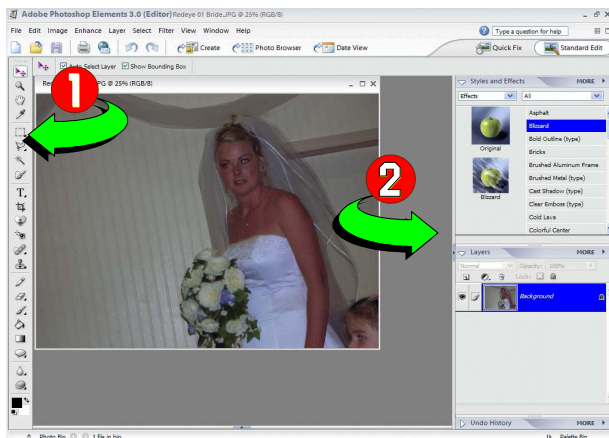 Adobe Photoshop Elements 3.0 (Editor) Redeye 01 Bride.JPG @ 25% (RGB/8)
File Edit Image Enhance Layer Select Filter View Window Help
Type a question for help
Create Photo Browser Date View
Quick Fix Standard Edit
Auto Select Layer Show Bounding Box
Styles and Effects MORE
PG @ 25% (RGB/8)
Effects All
Original
Blizzard
Asphalt
Blizzard
Bold Outline (type)
Bricks
Brushed Aluminum Frame
Brushed Metal (type)
Cast Shadow (type)
Clear Emboss (type)
Cold Lava
Colorful Center
1
2
Layers MORE
Normal Opacity: 100%
Lock:
Background
Undo History MORE
Photo Bin 1 File in bin
Palette Bin